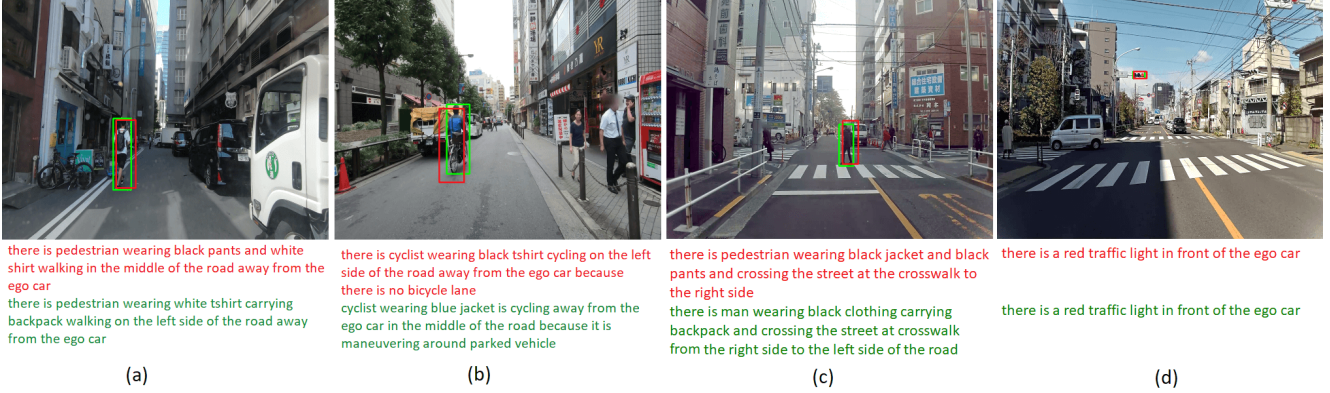 there is pedestrian wearing black pants and white
shirt walking in the middle of the road away from the
ego car
there is pedestrian wearing white tshirt carrying
backpack walking on the left side of the road away
from the ego car
(a)
there is cyclist wearing black tshirt cycling on the left
side of the road away from the ego car because
there is no bicycle lane
cyclist wearing blue jacket is cycling away from the
ego car in the middle of the road because it is
maneuvering around parked vehicle
(b)
there is pedestrian wearing black jacket and black
pants and crossing the street at the crosswalk to
the right side
there is man wearing black clothing carrying
backpack and crossing the street at crosswalk
from the right side to the left side of the road
(c)
there is a red traffic light in front of the ego car
there is a red traffic light in front of the ego car
(d)